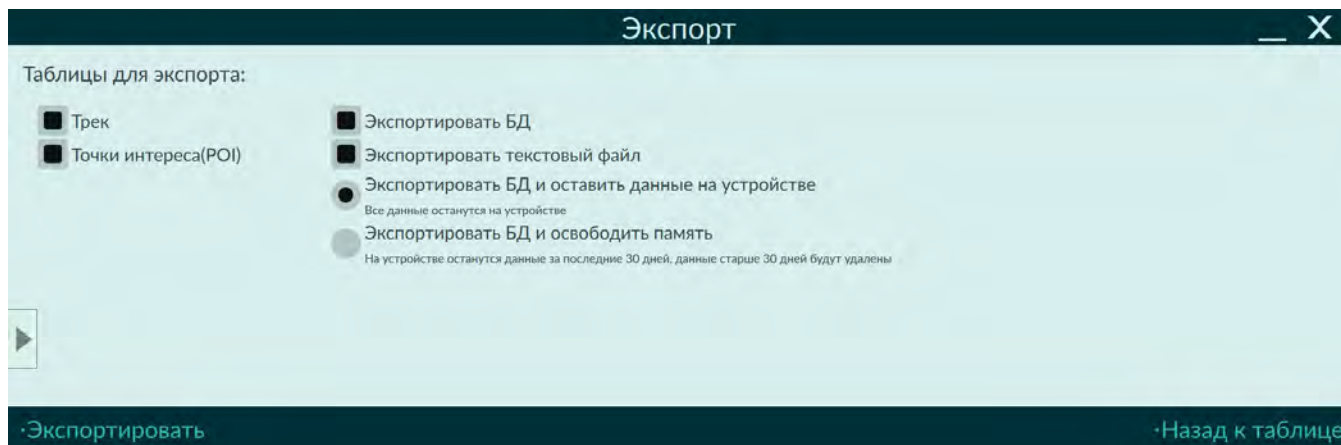 Экспорт
Таблицы для экспорта:
Трек
Точки интереса(POI)
Экспортировать БД
Экспортировать текстовый файл
Экспортировать БД и оставить данные на устройстве
Все данные останутся на устройстве
Экспортировать БД и освободить память
На устройстве останутся данные за последние 30 дней, данные старше 30 дней будут удалены
·Экспортировать
·Назад к таблице